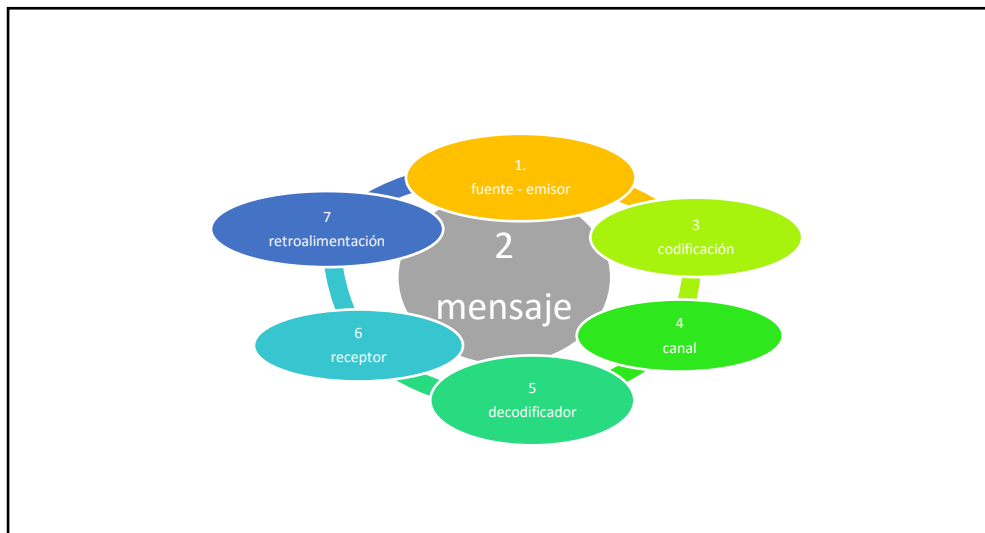 1.
fuente - emisor
2
mensaje
3
codificación
4
canal
5
decodificador
6
receptor
7
retroalimentación